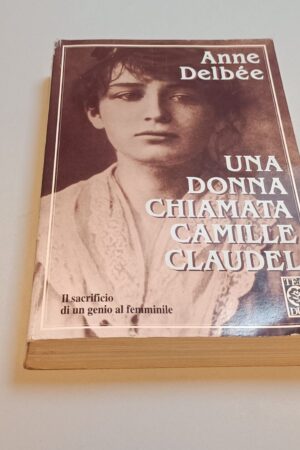 Anne
Delbée
UNA
DONNA
CHIAMATA
CAMILLE
CLAUDEL
Il sacrificio
di un genio al femminile